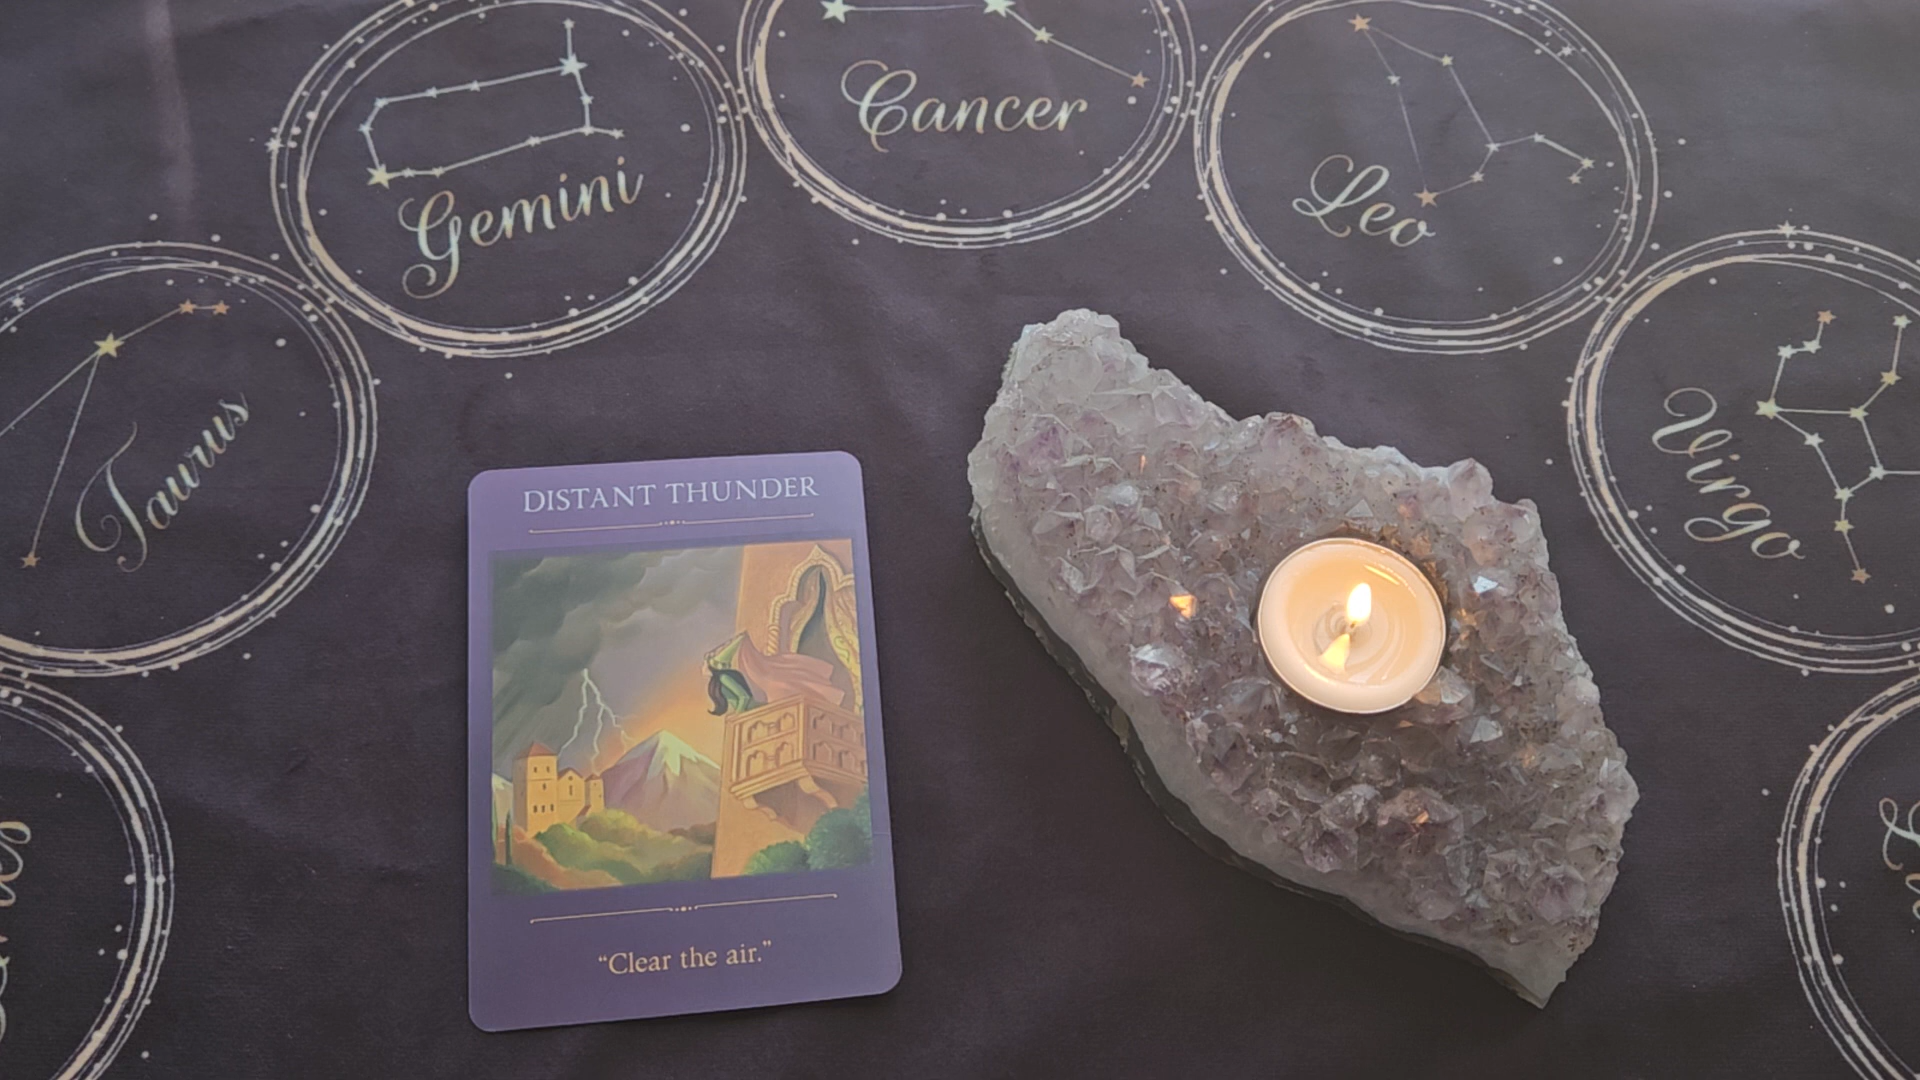 Gemini
Cancer
Leo
Taurus
Virgo
DISTANT THUNDER
“Clear the air.”